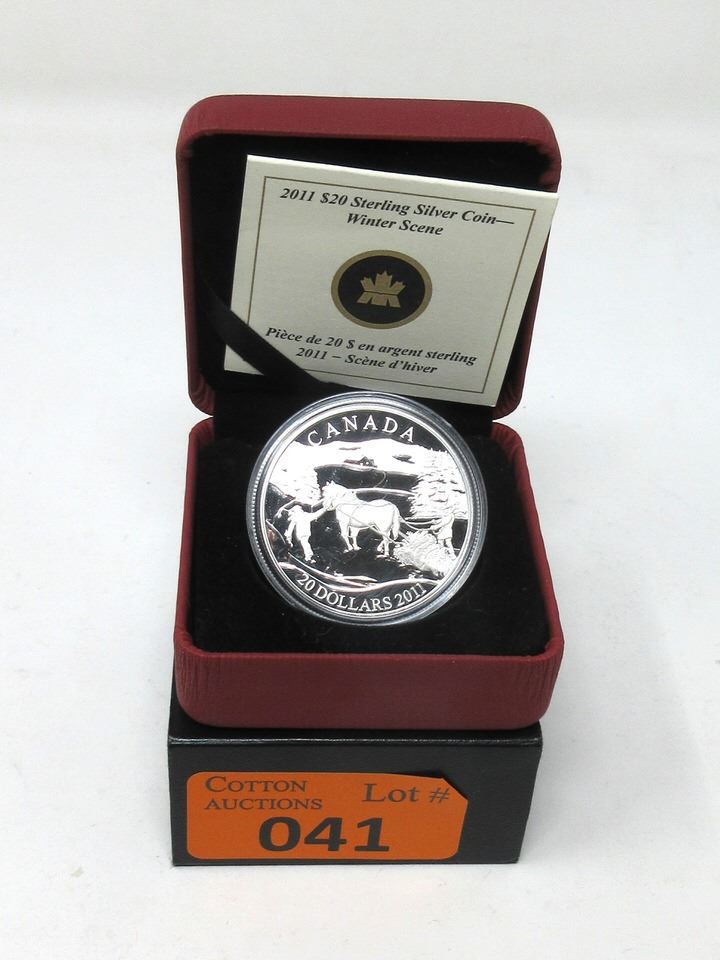 2011 $20 Sterling Silver Coin—
Winter Scene
Pièce de 20 $ en argent sterling
2011 – Scène d'hiver
CANADA
20 DOLLARS 2011
COTTON
AUCTIONS
Lot #
041